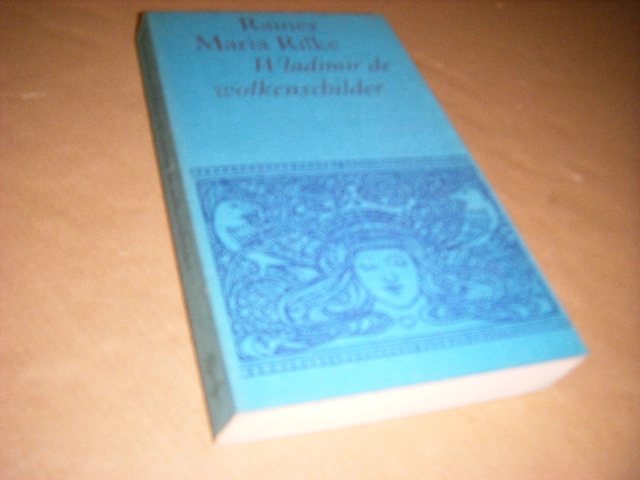 Rainer
Maria Rilke
Wladimir de
wolkenschilder